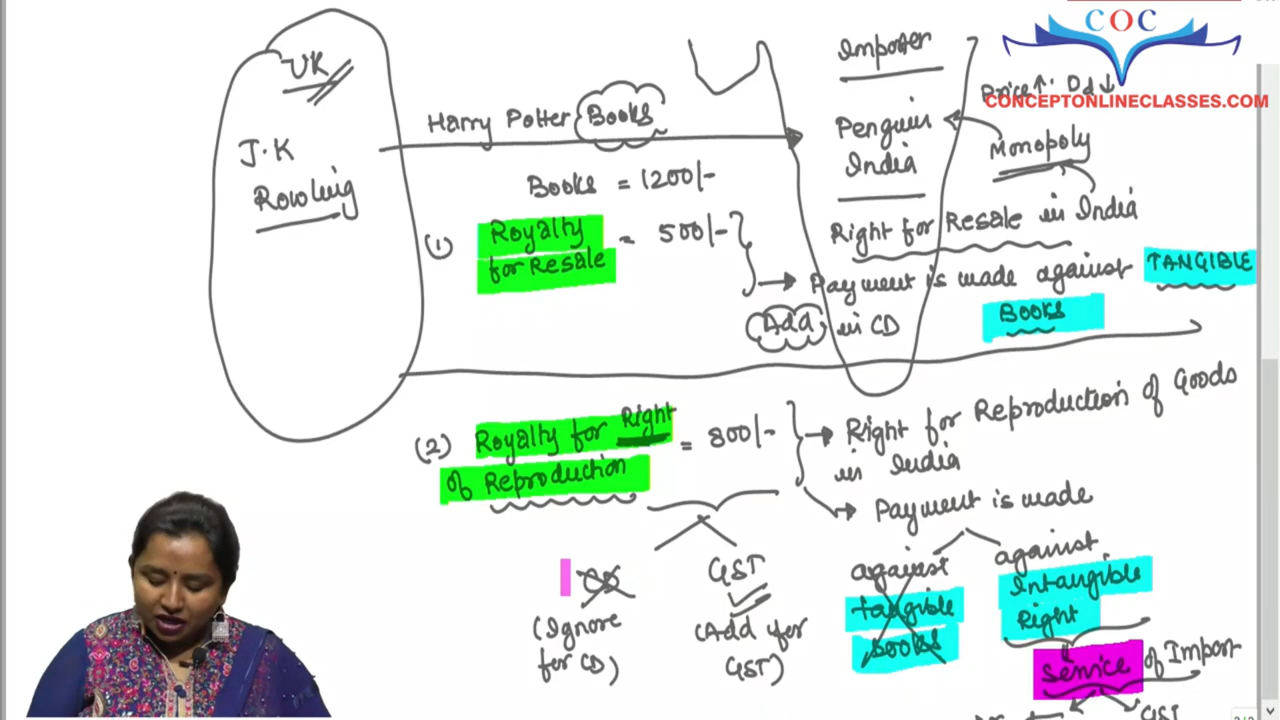 COC
CONCEPTONLINECLASSES.COM
UK
J.K
Rowling
Harry Potter Books
Books = 1200/-
(1) Royalty
for Resale = 500/-
Importer
Penguin
India
Price↑. Dd↓
Monopoly
Right for Resale in India
→ Payment is made against TANGIBLE
Books
Add in CD
(2) Royalty for Right
of Reproduction = 800/-
→ Right for Reproduction of Goods
in India
→ Payment is made
CD
(Ignore
for CD)
GST
(Add for
GST)
against
tangible
books
against
Intangible
Right
Service of Import
GST
2/2